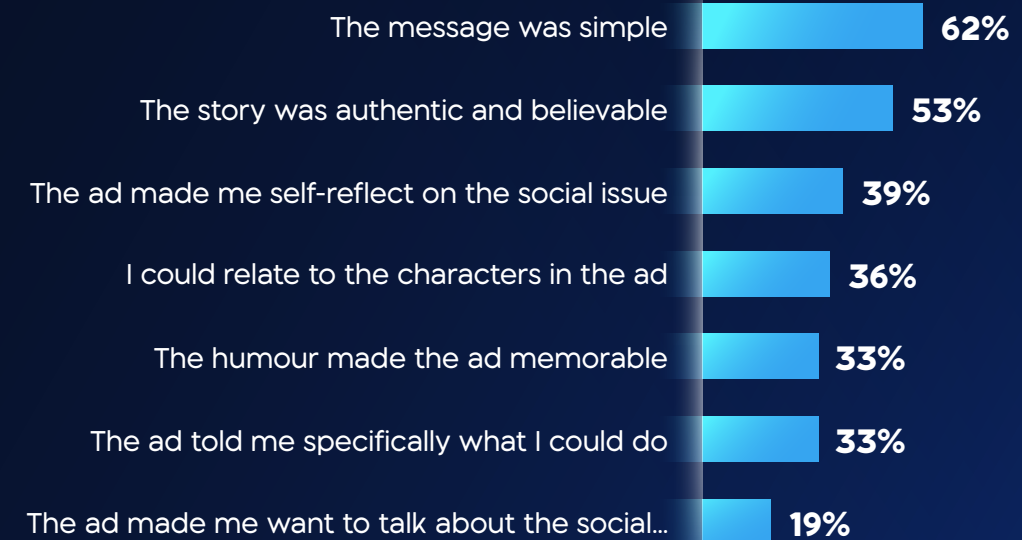 The message was simple 62%
The story was authentic and believable 53%
The ad made me self-reflect on the social issue 39%
I could relate to the characters in the ad 36%
The humour made the ad memorable 33%
The ad told me specifically what I could do 33%
The ad made me want to talk about the social... 19%